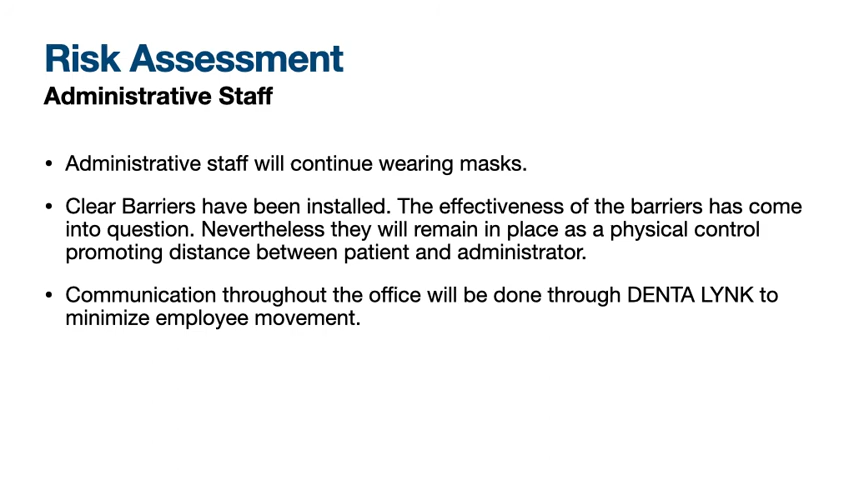 Risk Assessment
Administrative Staff
• Administrative staff will continue wearing masks.
• Clear Barriers have been installed. The effectiveness of the barriers has come
into question. Nevertheless they will remain in place as a physical control
promoting distance between patient and administrator.
• Communication throughout the office will be done through DENTA LYNK to
minimize employee movement.